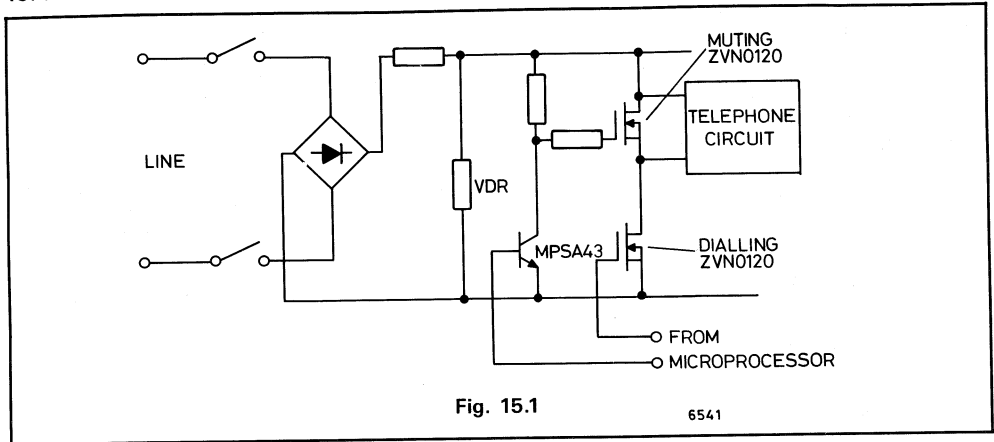 MUTING
ZVN0120
TELEPHONE
CIRCUIT
LINE
VDR
MPSA43
DIALLING
ZVN0120
FROM
MICROPROCESSOR
Fig. 15.1
6541